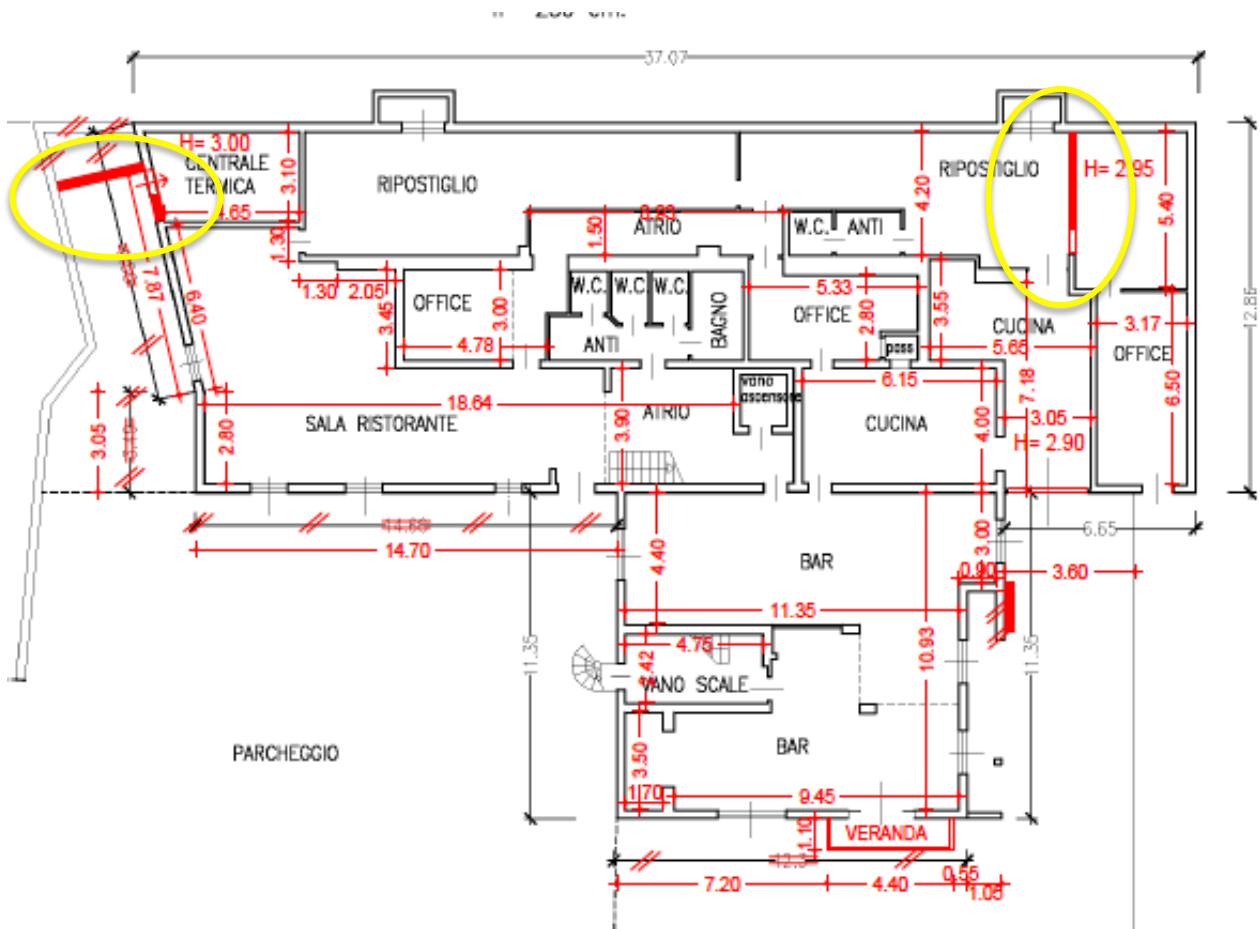 37.07
H= 3.00
CENTRALE
TERMICA
3.10
4.65
RIPOSTIGLIO
4.20
RIPOSTIGLIO
H= 2.95
5.40
12.86
ATRIO
1.50
W.C. ANTI
1.30
1.30
2.05
3.45
7.87
6.40
OFFICE
3.00
4.78
W.C. W.C. W.C.
ANTI
BAGNO
5.33
OFFICE
2.80
pass
3.55
CUCINA
5.65
3.17
OFFICE
6.50
7.18
3.05
H= 2.90
6.15
CUCINA
4.00
vano
ascensore
18.64
SALA RISTORANTE
ATRIO
3.90
3.05
2.80
14.70
4.40
BAR
3.00
0.90
3.60
6.65
11.35
4.75
VANO SCALE
10.93
11.35
11.35
BAR
3.50
1.70
9.45
PARCHEGGIO
VERANDA
1.10
7.20
4.40
0.55
1.05